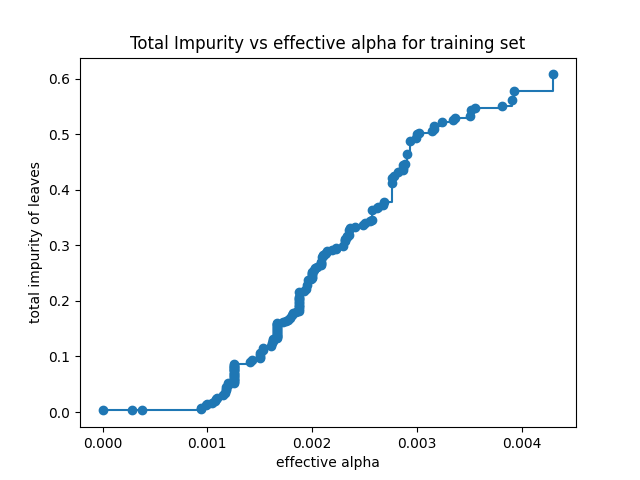 Total Impurity vs effective alpha for training set
0.6
0.5
0.4
0.3
0.2
0.1
0.0
total impurity of leaves
0.000 0.001 0.002 0.003 0.004
effective alpha